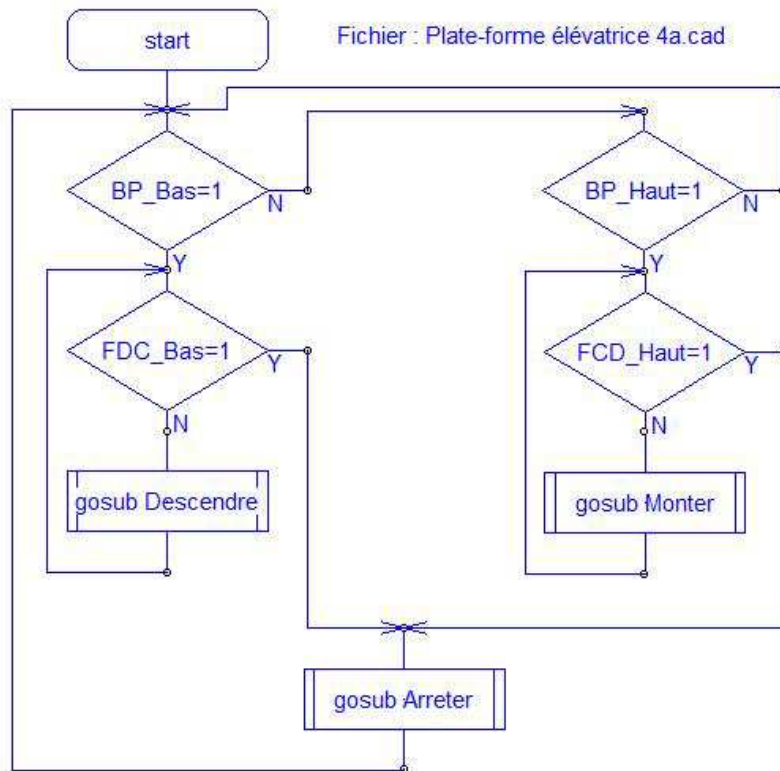 start
Fichier : Plate-forme élévatrice 4a.cad
BP_Bas=1
N
Y
BP_Haut=1
N
Y
FDC_Bas=1
Y
N
FCD_Haut=1
Y
N
gosub Descendre
gosub Monter
gosub Arreter